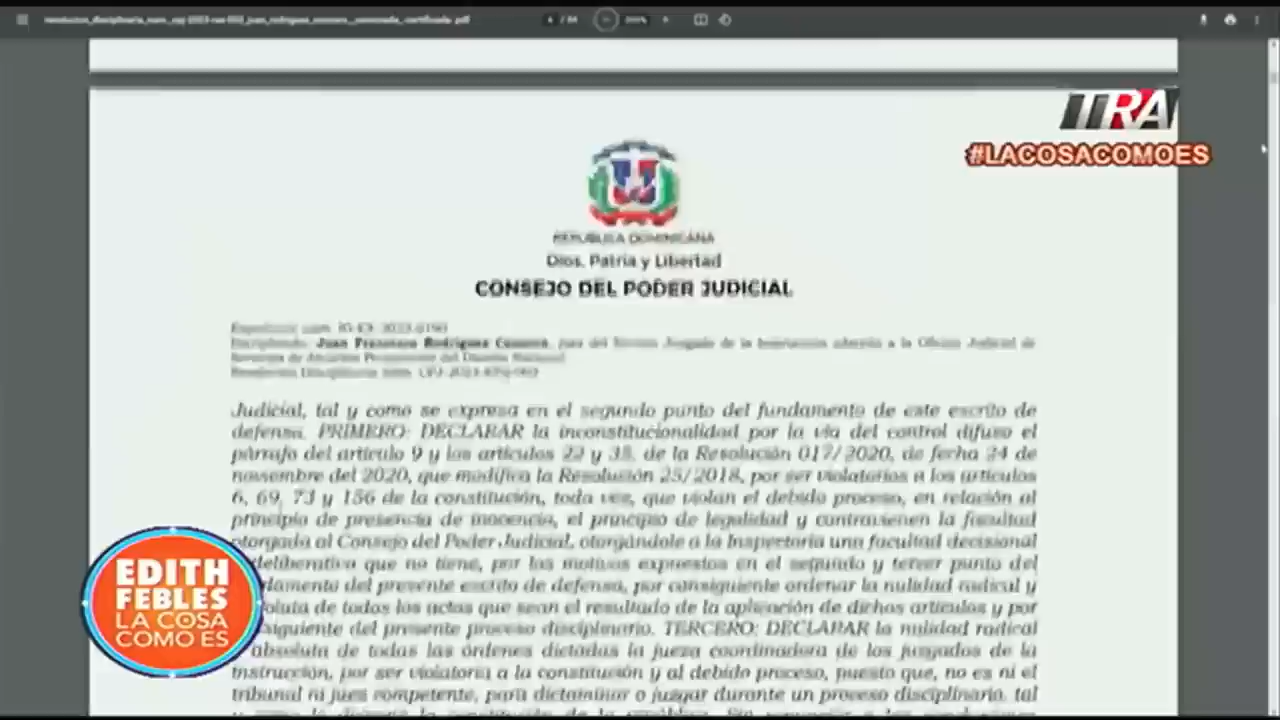 TRA
#LACOSACOMOES
REPUBLICA DOMINICANA
Dios, Patria y Libertad
CONSEJO DEL PODER JUDICIAL
Juan Francisco Rodríguez
Judicial, tal y como se expresa en el segundo punto del fundamento de este escrito de
defensa. PRIMERO: DECLARAR la inconstitucionalidad por la vía del control difuso el
párrafo del artículo 9 y los artículos 22 y 35, de la Resolución 017/2020, de fecha 24 de
noviembre del 2020, que modifica la Resolución 25/2018, por ser violatorios a los artículos
6, 69, 73 y 156 de la constitución, toda vez, que violan el debido proceso, en relación al
principio de presencia de inocencia, el principio de legalidad y contravienen la facultad
otorgada al Consejo del Poder Judicial, otorgándole a la Inspectoría una facultad decisional
deliberativa que no tiene, por los motivos expuestos en el segundo y tercer punto del
damento del presente escrito de defensa, por consiguiente ordenar la nulidad radical y
soluta de todos los actos que sean el resultado de la aplicación de dichos artículos y por
siguiente del presente proceso disciplinario. TERCERO: DECLARAR la nulidad radical
absoluta de todas las órdenes dictadas la jueza coordinadora de los juzgados de la
instrucción, por ser violatoria a la constitución y al debido proceso, puesto que, no es ni el
tribunal ni juez competente, para dictaminar o juzgar durante un proceso disciplinario, tal
EDITH
FEBLES
LA COSA
COMO ES